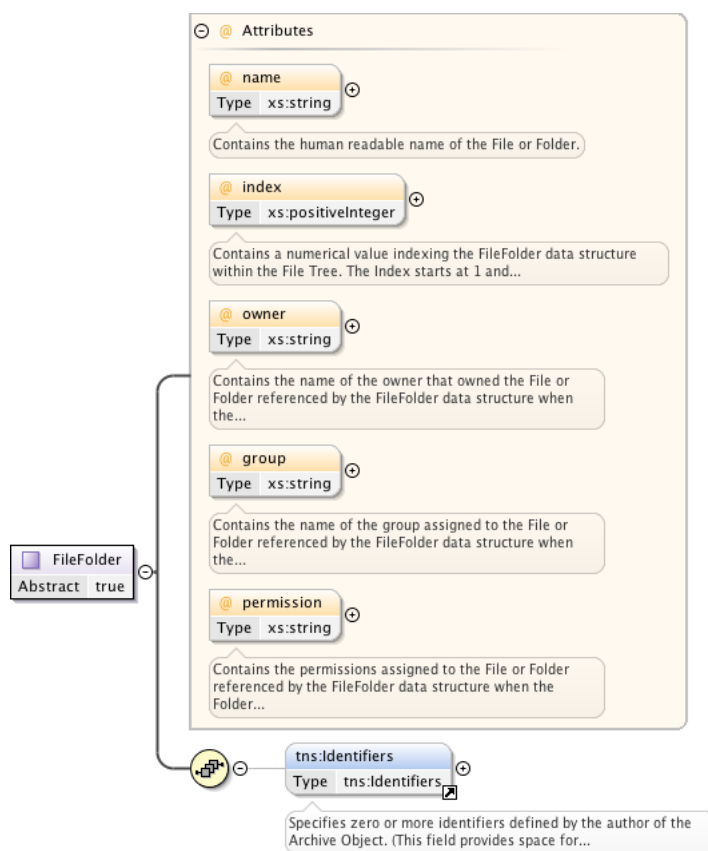 @ Attributes
@ name
Type xs:string
Contains the human readable name of the File or Folder.
@ index
Type xs:positiveInteger
Contains a numerical value indexing the FileFolder data structure
within the File Tree. The Index starts at 1 and...
@ owner
Type xs:string
Contains the name of the owner that owned the File or
Folder referenced by the FileFolder data structure when
the...
@ group
Type xs:string
Contains the name of the group assigned to the File or
Folder referenced by the FileFolder data structure when
the...
FileFolder
Abstract true
@ permission
Type xs:string
Contains the permissions assigned to the File or Folder
referenced by the FileFolder data structure when the
Folder...
tns:Identifiers
Type tns:Identifiers
Specifies zero or more identifiers defined by the author of the
Archive Object. (This field provides space for...